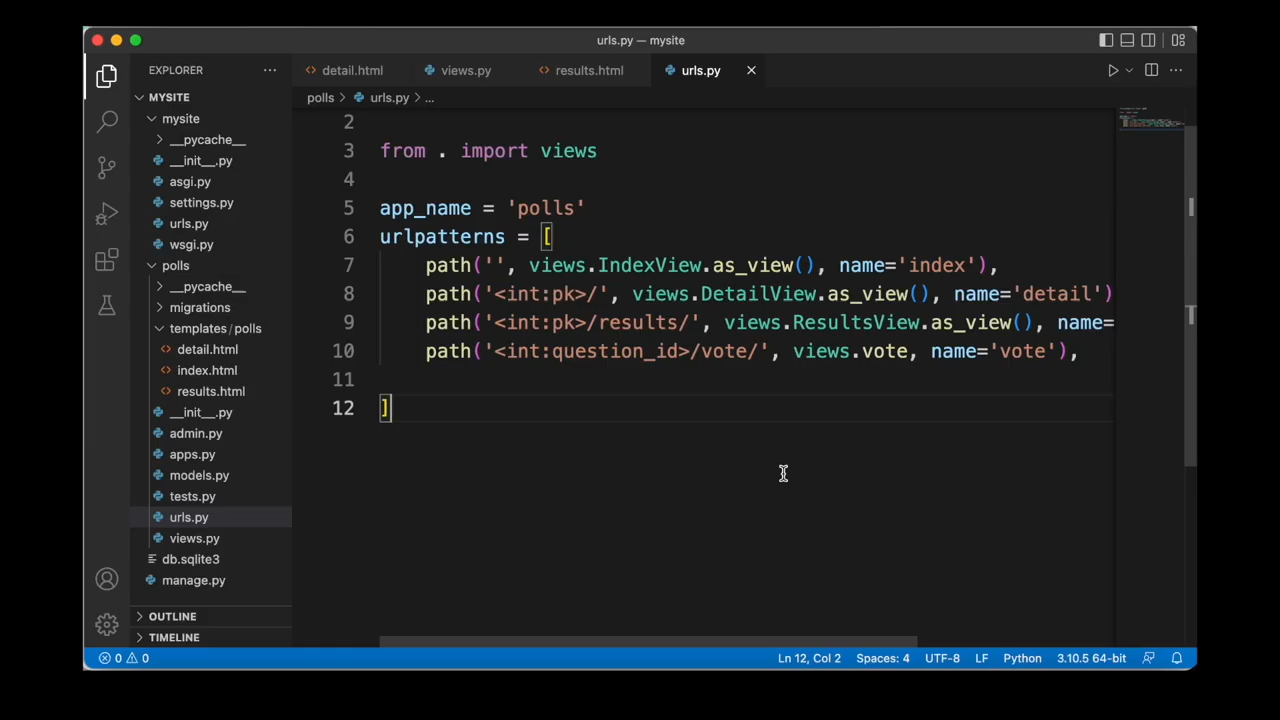 urls.py — mysite
EXPLORER
detail.html
views.py
results.html
urls.py
MYSITE
mysite
__pycache__
__init__.py
asgi.py
settings.py
urls.py
wsgi.py
polls
__pycache__
migrations
templates/polls
detail.html
index.html
results.html
__init__.py
admin.py
apps.py
models.py
tests.py
urls.py
views.py
db.sqlite3
manage.py
OUTLINE
TIMELINE
polls > urls.py > ...
2
3 from . import views
4
5 app_name = 'polls'
6 urlpatterns = [
7 path('', views.IndexView.as_view(), name='index'),
8 path('<int:pk>/', views.DetailView.as_view(), name='detail')
9 path('<int:pk>/results/', views.ResultsView.as_view(), name=
10 path('<int:question_id>/vote/', views.vote, name='vote'),
11
12 ]
0 0
Ln 12, Col 2
Spaces: 4
UTF-8
LF
Python
3.10.5 64-bit